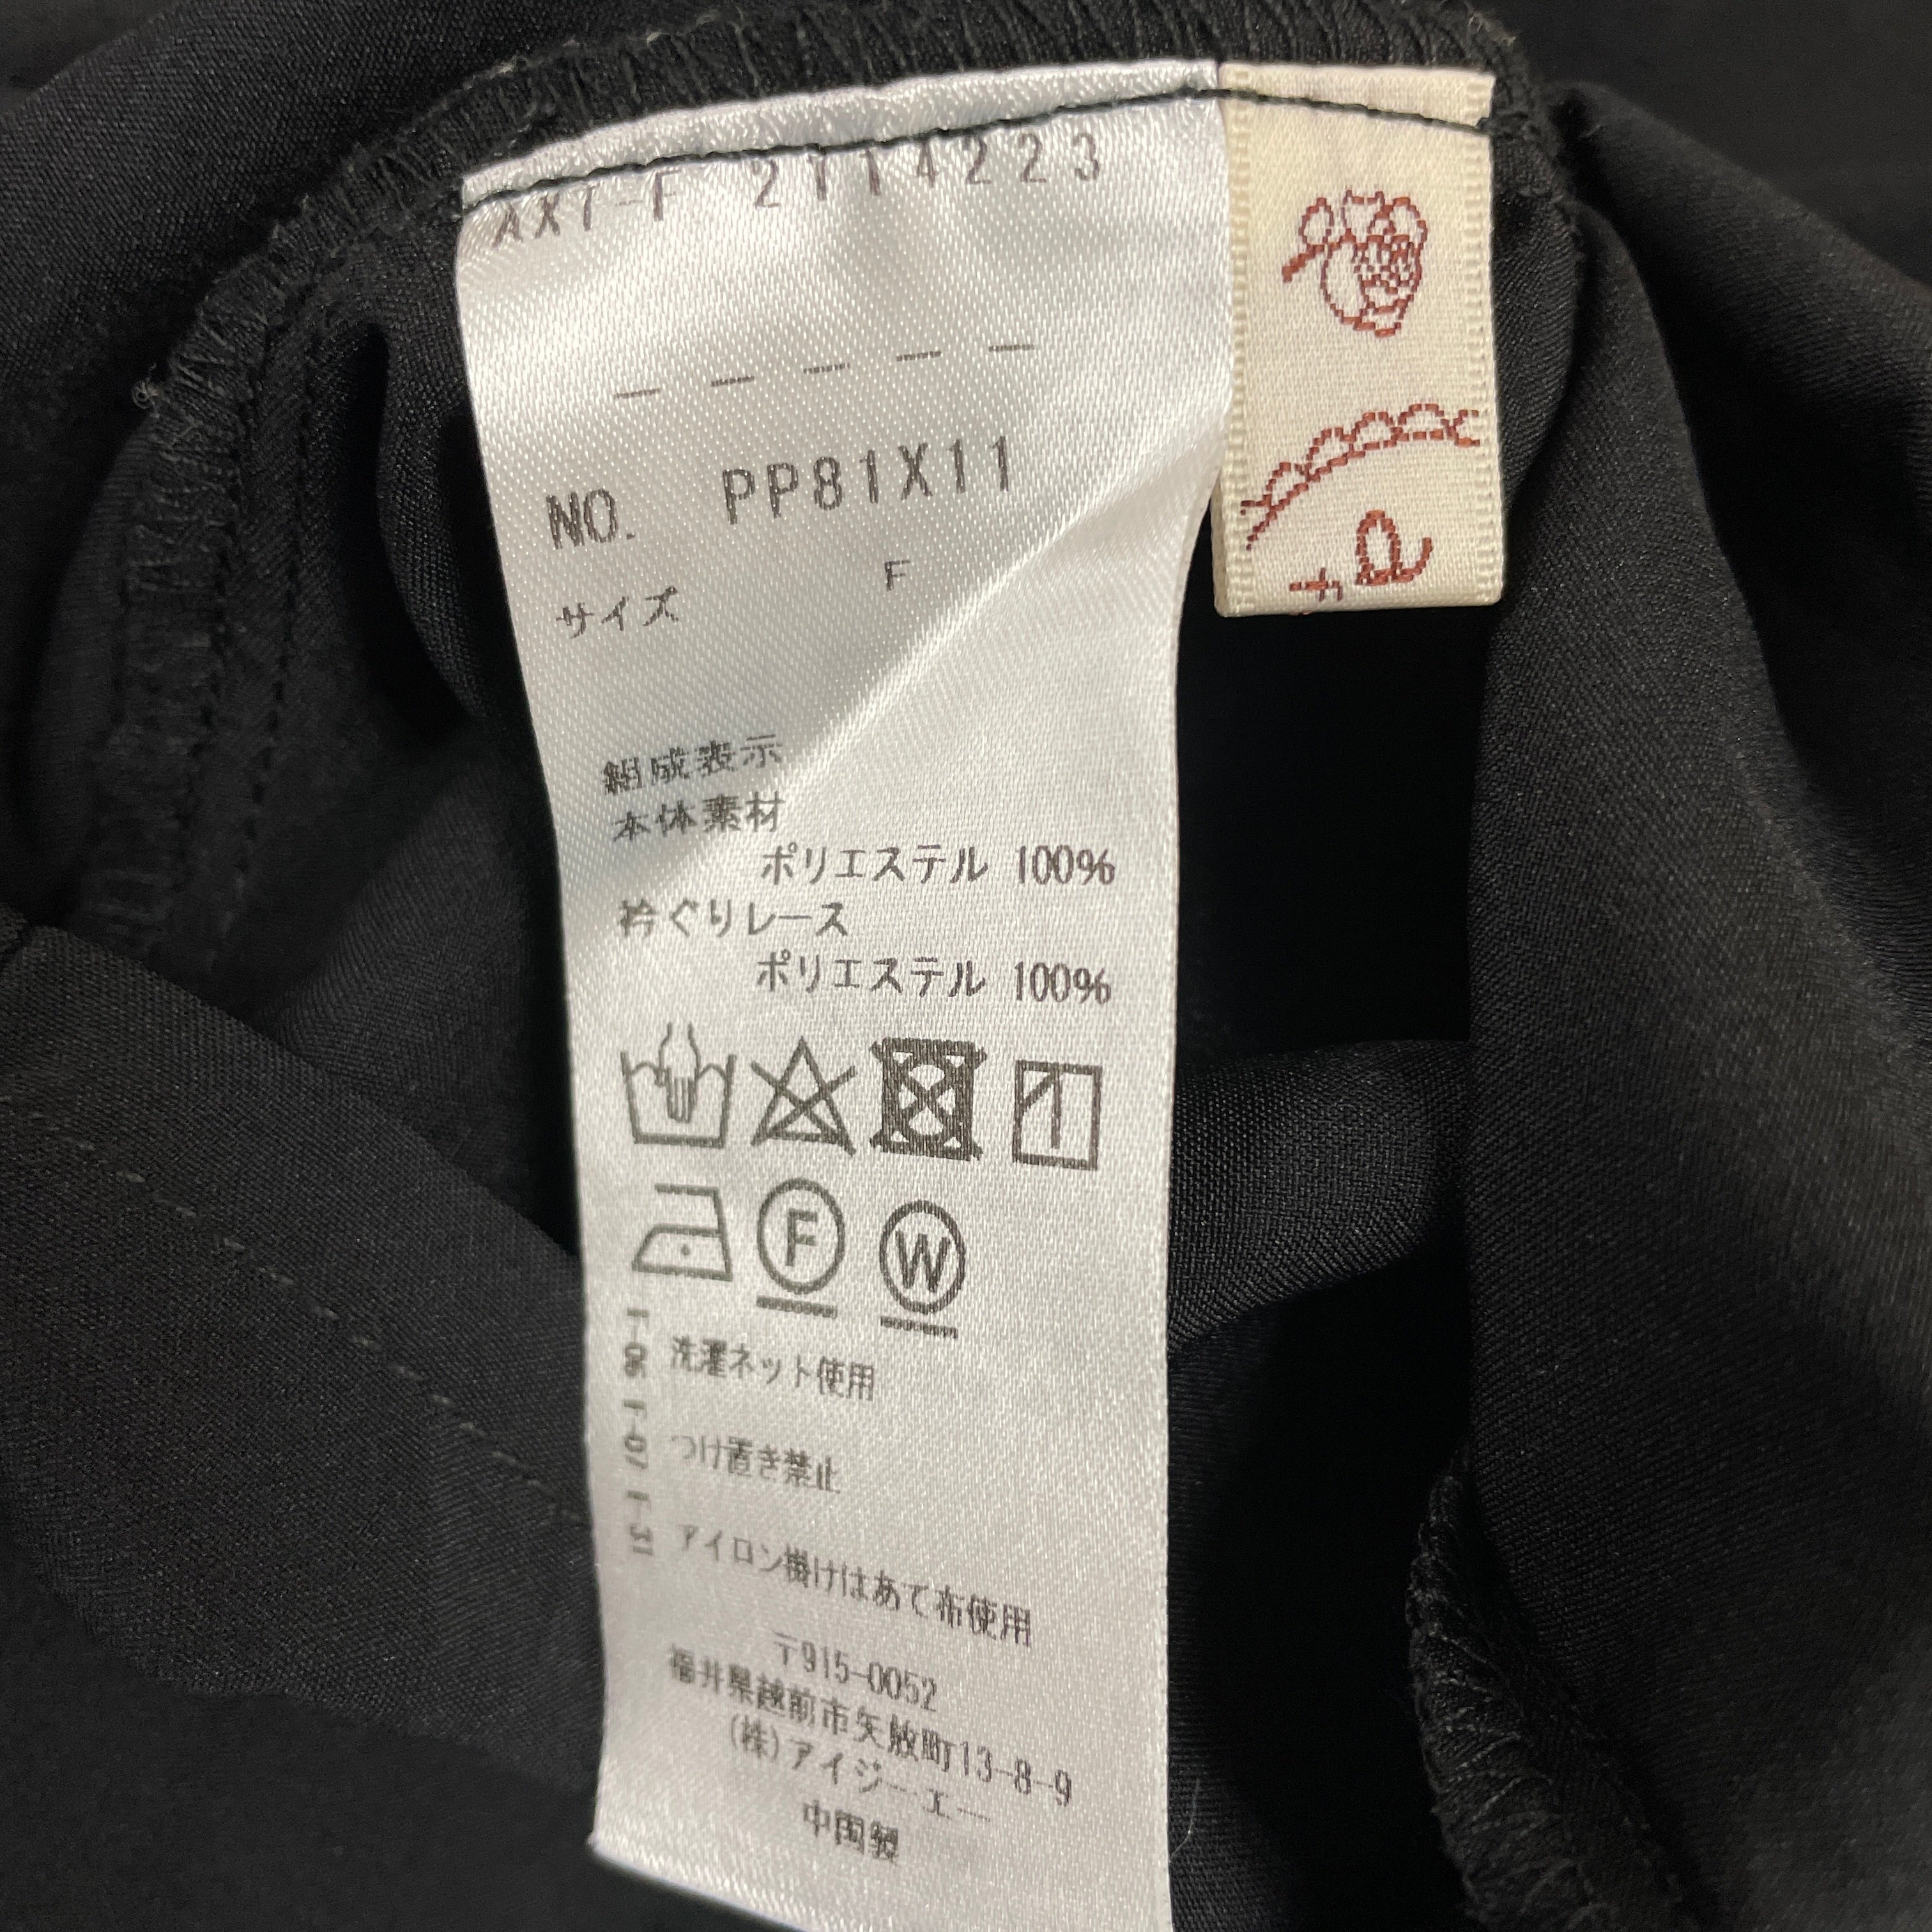 AXT-F 2114223
NO. PP81X11
サイズ F
組成表示
本体素材
ポリエステル 100%
衿ぐりレース
ポリエステル 100%
F W
洗濯ネット使用
つけ置き禁止
アイロン掛けはあて布使用
F-06 F-07 F-31
〒915-0052
福井県越前市矢放町13-8-9
(株)アイジーエー
中国製